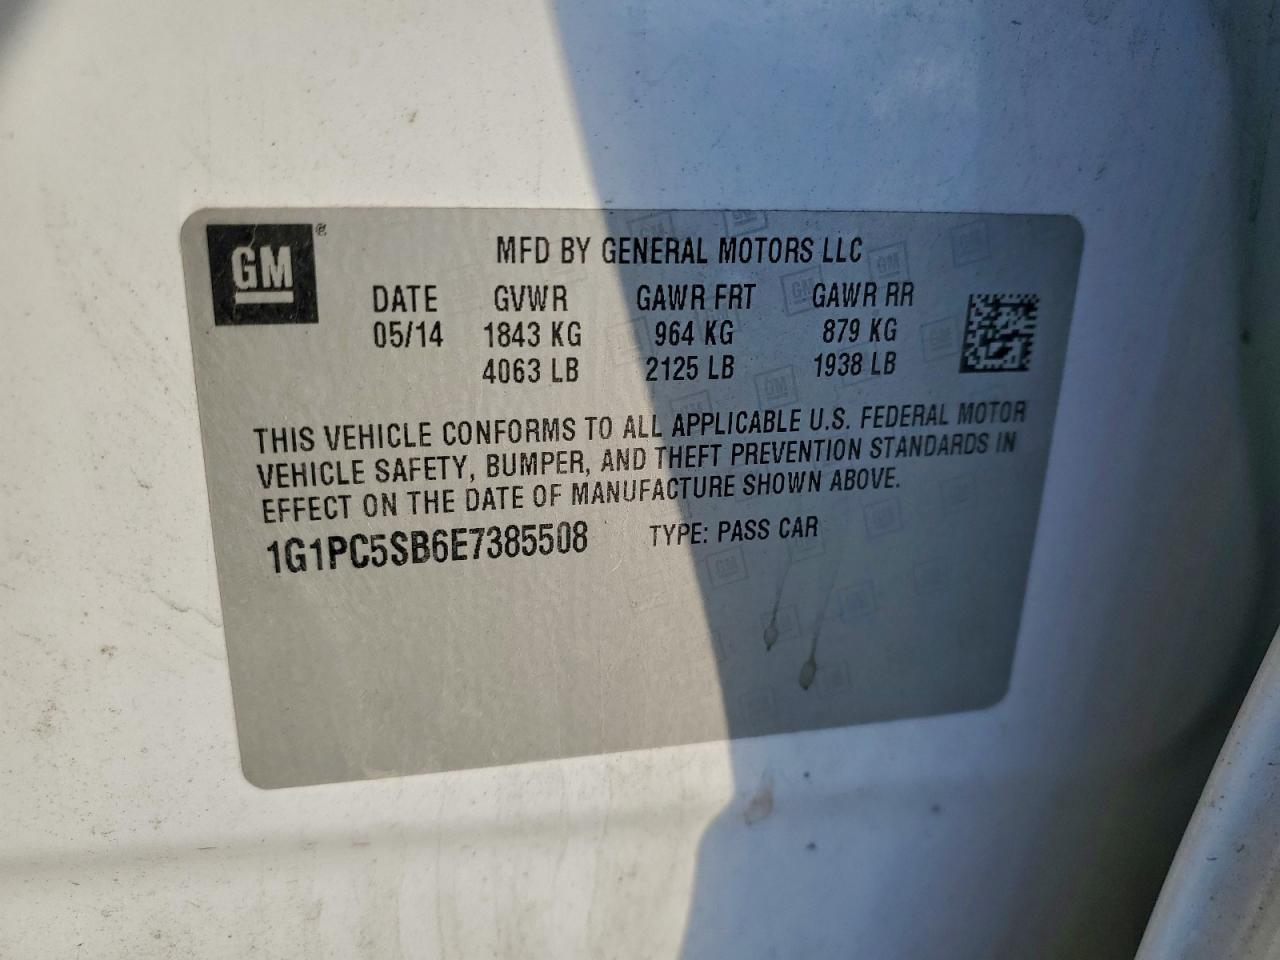 GM®
MFD BY GENERAL MOTORS LLC
DATE GVWR GAWR FRT GAWR RR
05/14 1843 KG 964 KG 879 KG
4063 LB 2125 LB 1938 LB
THIS VEHICLE CONFORMS TO ALL APPLICABLE U.S. FEDERAL MOTOR
VEHICLE SAFETY, BUMPER, AND THEFT PREVENTION STANDARDS IN
EFFECT ON THE DATE OF MANUFACTURE SHOWN ABOVE.
1G1PC5SB6E7385508 TYPE: PASS CAR